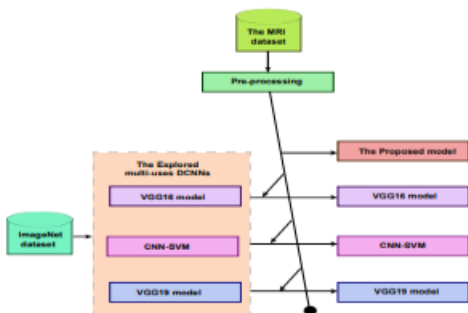 The MRI
dataset
Pre-processing
The Proposed model
The Explored
multi-uses DCNNs
VGG16 model
VGG16 model
ImageNet
dataset
CNN-SVM
CNN-SVM
VGG19 model
VGG19 model